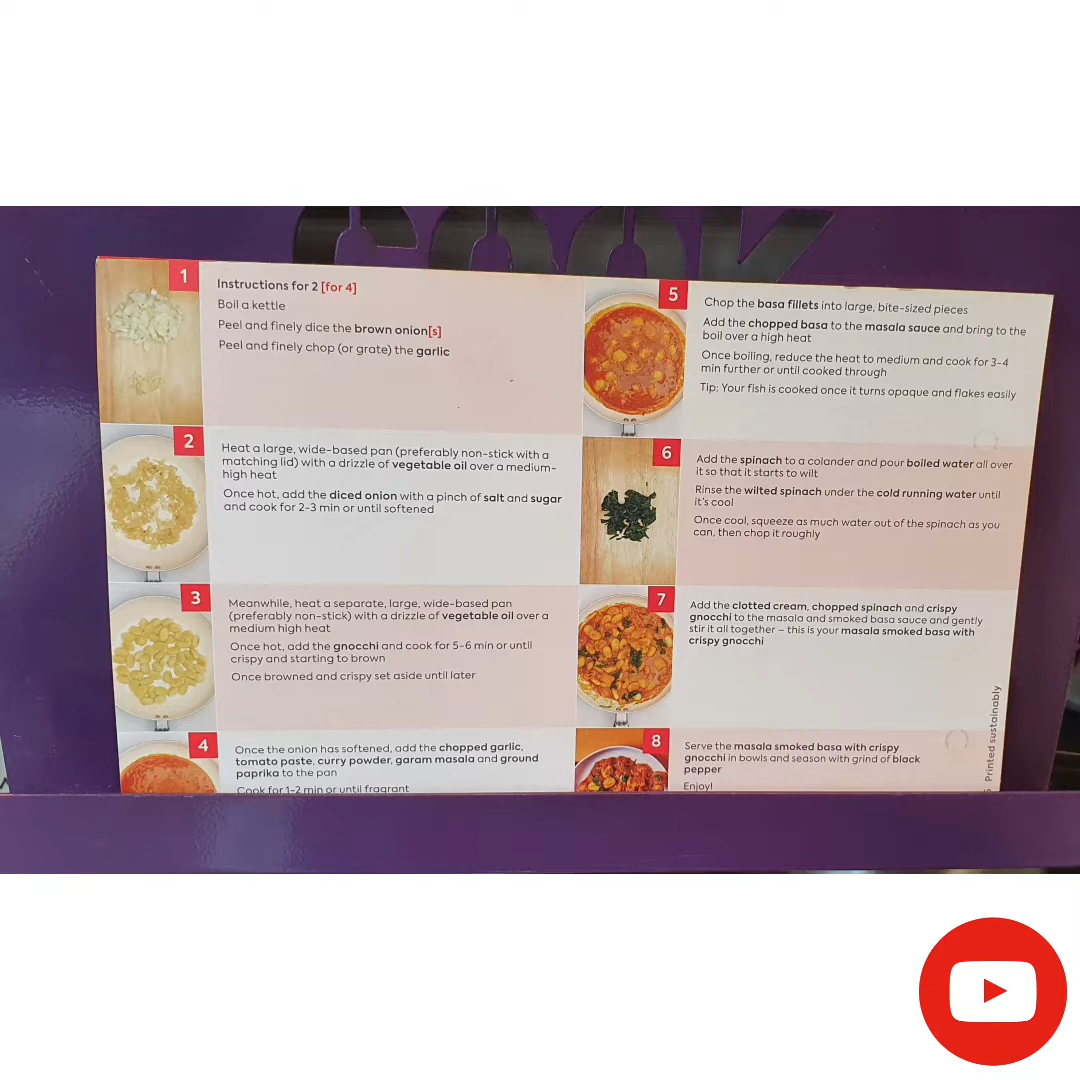 COOK
1
Instructions for 2 [for 4]
Boil a kettle
Peel and finely dice the brown onion[s]
Peel and finely chop (or grate) the garlic
2
Heat a large, wide-based pan (preferably non-stick with a
matching lid) with a drizzle of vegetable oil over a medium-
high heat
Once hot, add the diced onion with a pinch of salt and sugar
and cook for 2-3 min or until softened
3
Meanwhile, heat a separate, large, wide-based pan
(preferably non-stick) with a drizzle of vegetable oil over a
medium high heat
Once hot, add the gnocchi and cook for 5-6 min or until
crispy and starting to brown
Once browned and crispy set aside until later
4
Once the onion has softened, add the chopped garlic,
tomato paste, curry powder, garam masala and ground
paprika to the pan
Cook for 1-2 min or until fragrant
5
Chop the basa fillets into large, bite-sized pieces
Add the chopped basa to the masala sauce and bring to the
boil over a high heat
Once boiling, reduce the heat to medium and cook for 3-4
min further or until cooked through
Tip: Your fish is cooked once it turns opaque and flakes easily
6
Add the spinach to a colander and pour boiled water all over
it so that it starts to wilt
Rinse the wilted spinach under the cold running water until
it's cool
Once cool, squeeze as much water out of the spinach as you
can, then chop it roughly
7
Add the clotted cream, chopped spinach and crispy
gnocchi to the masala and smoked basa sauce and gently
stir it all together – this is your masala smoked basa with
crispy gnocchi
8
Serve the masala smoked basa with crispy
gnocchi in bowls and season with grind of black
pepper
Enjoy!
Printed sustainably